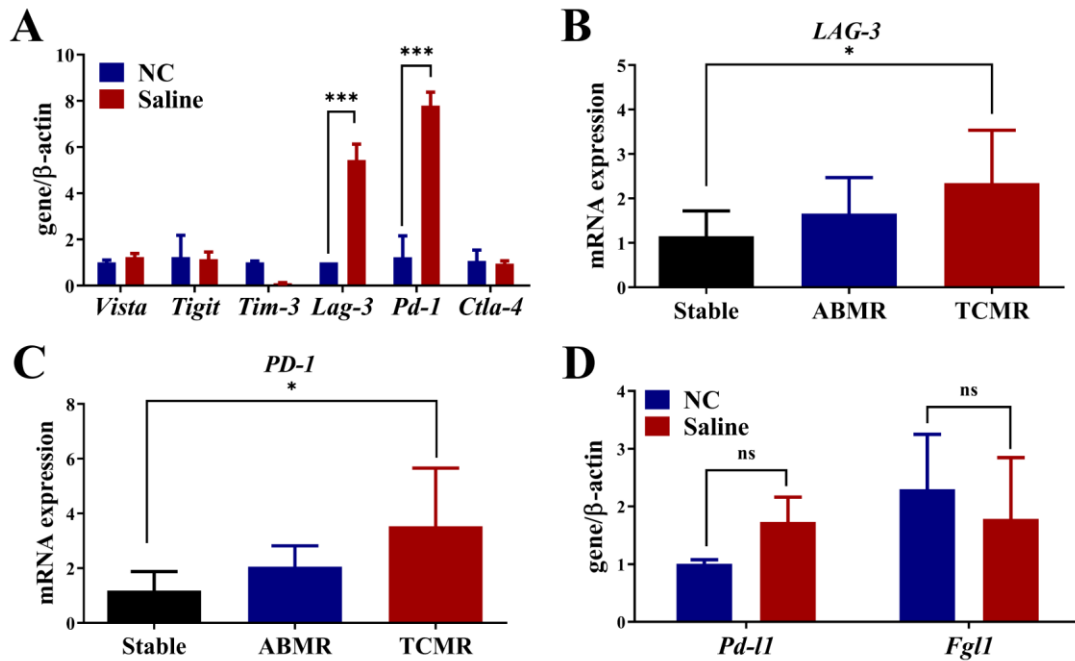 A
NC
Saline
***
***
gene/β-actin
10
8
6
4
2
0
Vista Tigit Tim-3 Lag-3 Pd-1 Ctla-4
B
LAG-3
*
mRNA expression
5
4
3
2
1
0
Stable ABMR TCMR
C
PD-1
*
mRNA expression
8
6
4
2
0
Stable ABMR TCMR
D
NC
Saline
ns
ns
gene/β-actin
4
3
2
1
0
Pd-l1 Fgl1